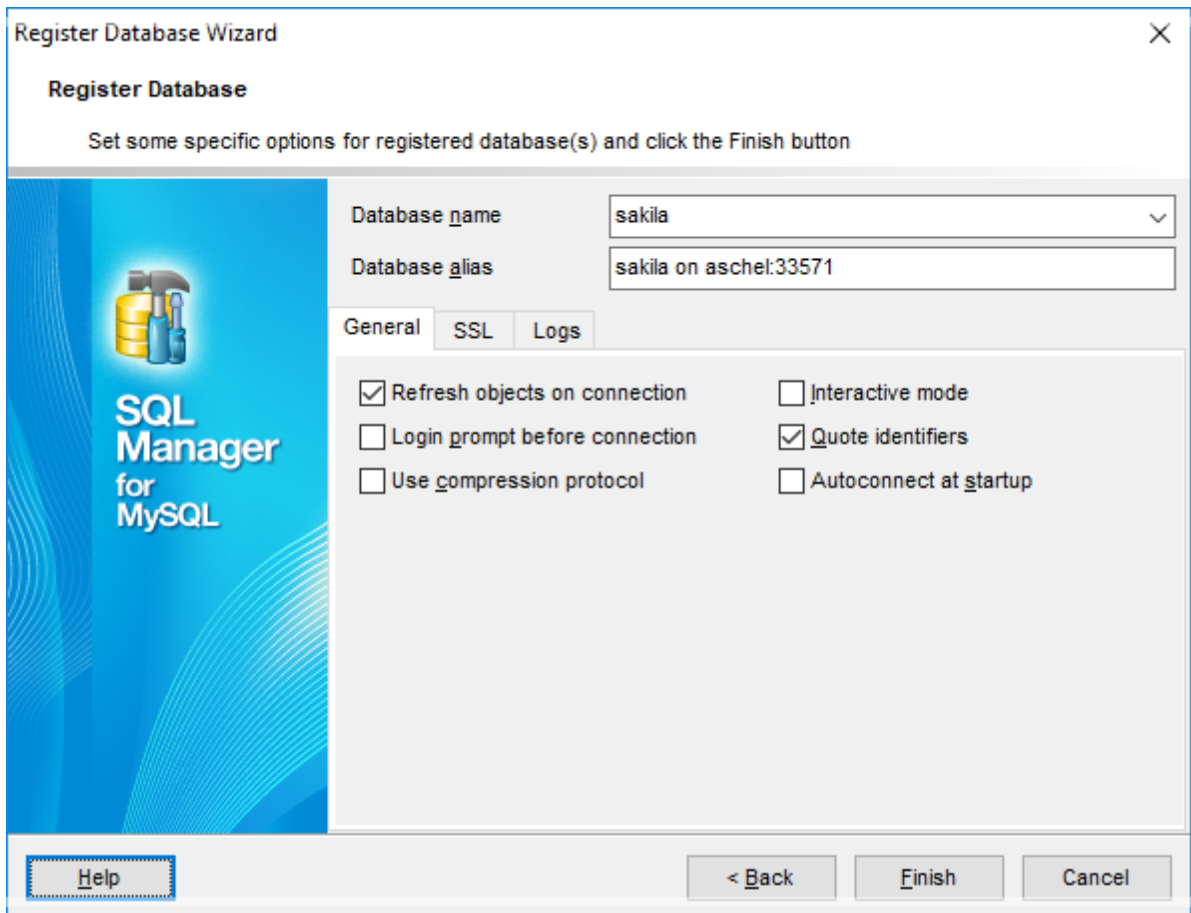 Register Database Wizard
Register Database
Set some specific options for registered database(s) and click the Finish button
SQL
Manager
for
MySQL
Database name
sakila
Database alias
sakila on aschel:33571
General SSL Logs
Refresh objects on connection
Interactive mode
Login prompt before connection
Quote identifiers
Use compression protocol
Autoconnect at startup
Help
< Back
Finish
Cancel